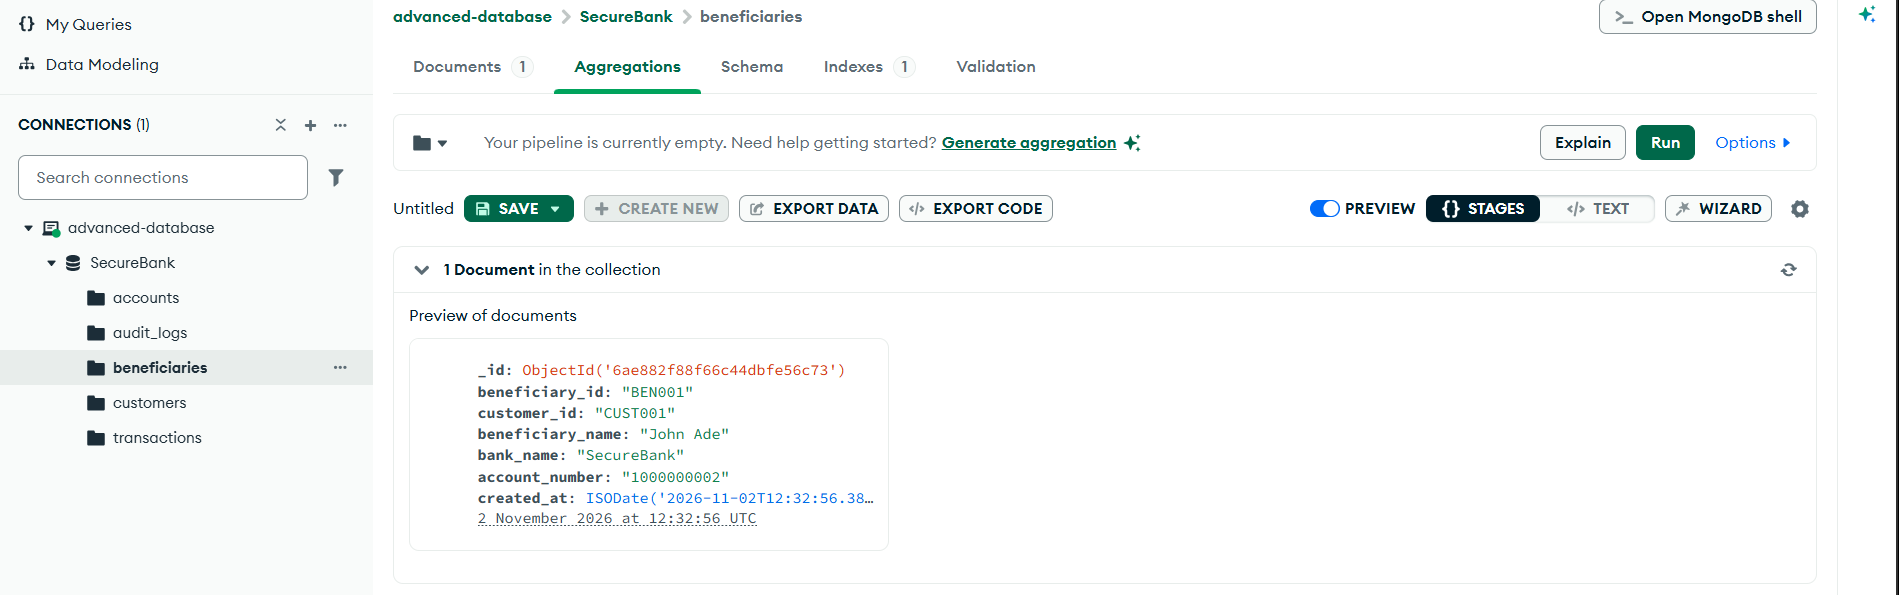 My Queries
Data Modeling
CONNECTIONS (1)
Search connections
advanced-database
SecureBank
accounts
audit_logs
beneficiaries
customers
transactions
advanced-database > SecureBank > beneficiaries
>_ Open MongoDB shell
Documents 1 Aggregations Schema Indexes 1 Validation
Your pipeline is currently empty. Need help getting started? Generate aggregation
Explain Run Options
Untitled SAVE + CREATE NEW EXPORT DATA </> EXPORT CODE PREVIEW {} STAGES </> TEXT WIZARD
1 Document in the collection
Preview of documents
_id: ObjectId('6ae882f88f66c44dbfe56c73')
beneficiary_id: "BEN001"
customer_id: "CUST001"
beneficiary_name: "John Ade"
bank_name: "SecureBank"
account_number: "1000000002"
created_at: ISODate('2026-11-02T12:32:56.38…
2 November 2026 at 12:32:56 UTC